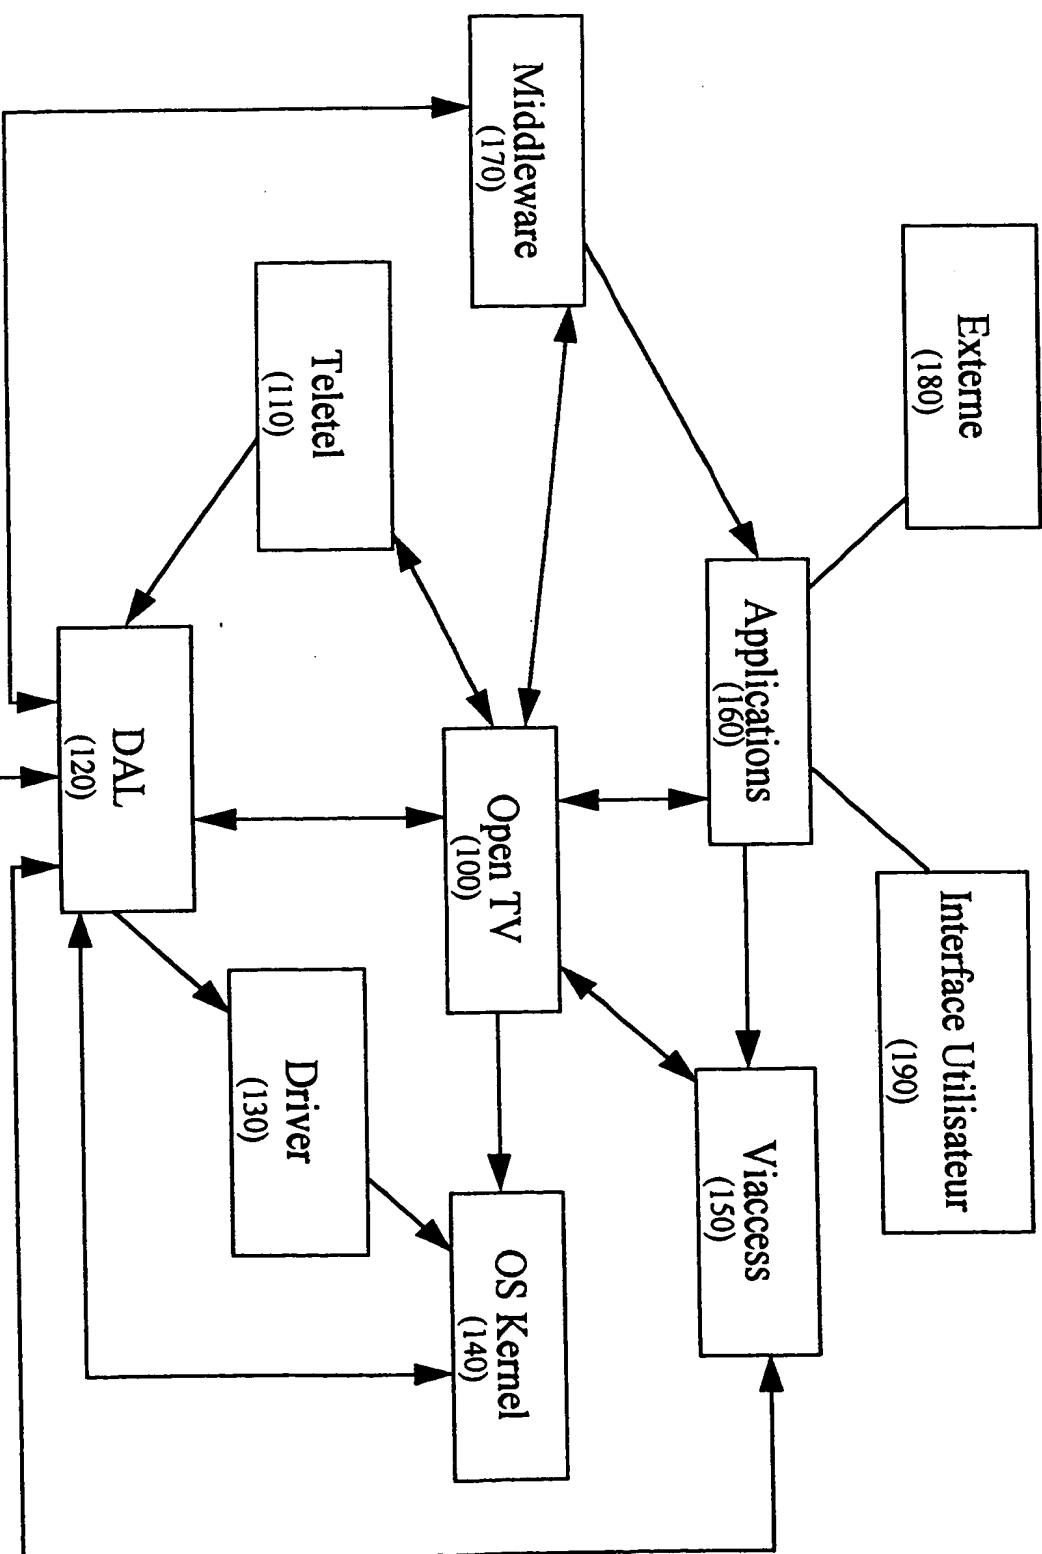 Externe
(180)
Interface Utilisateur
(190)
Applications
(160)
Viaccess
(150)
Middleware
(170)
Open TV
(100)
OS Kernel
(140)
Teletel
(110)
Driver
(130)
DAL
(120)